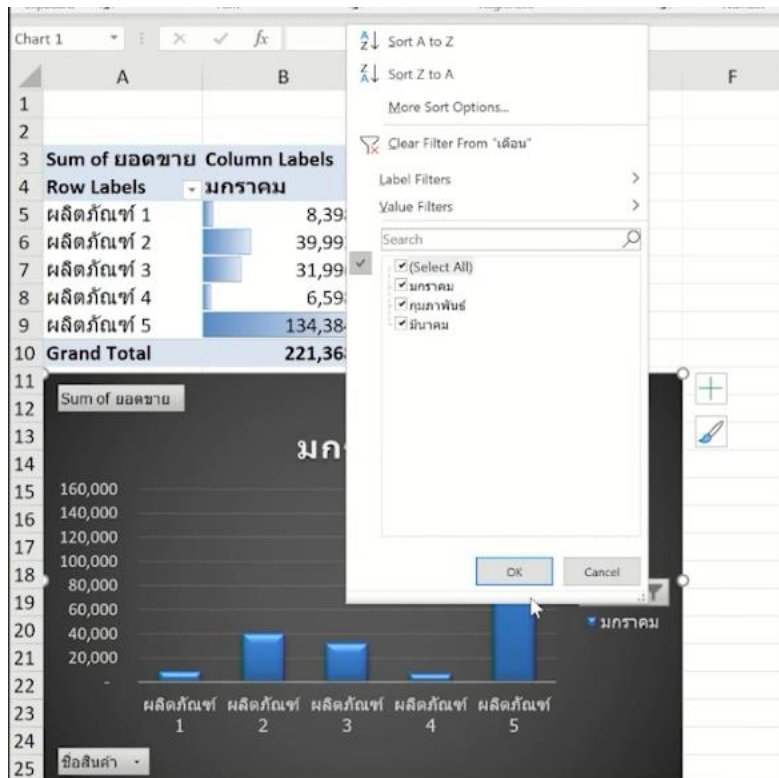 Chart 1
fx
A B F
1
2
3 Sum of ยอดขาย Column Labels
4 Row Labels มกราคม
5 ผลิตภัณฑ์ 1
6 ผลิตภัณฑ์ 2
7 ผลิตภัณฑ์ 3
8 ผลิตภัณฑ์ 4
9 ผลิตภัณฑ์ 5
10 Grand Total
11
12
13
14
15
16
17
18
19
20
21
22
23
24
25
Sort A to Z
Sort Z to A
More Sort Options...
Clear Filter From "เดือน"
Label Filters
Value Filters
Search
(Select All)
มกราคม
กุมภาพันธ์
มีนาคม
OK Cancel
Sum of ยอดขาย
160,000
140,000
120,000
100,000
80,000
60,000
40,000
20,000
-
มกราคม
ผลิตภัณฑ์ ผลิตภัณฑ์ ผลิตภัณฑ์ ผลิตภัณฑ์ ผลิตภัณฑ์
1 2 3 4 5
ชื่อสินค้า